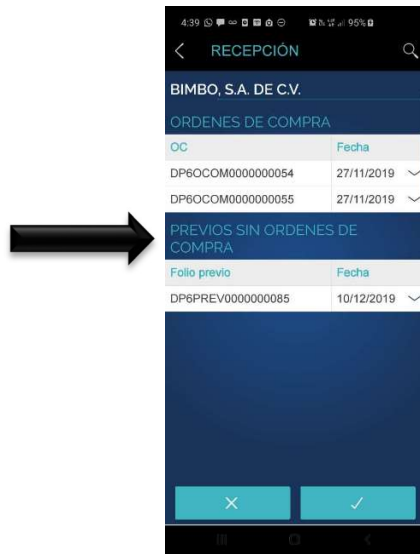 4:39 95%
RECEPCIÓN
BIMBO, S.A. DE C.V.
ORDENES DE COMPRA
OC Fecha
DP6OCOM0000000054 27/11/2019
DP6OCOM0000000055 27/11/2019
PREVIOS SIN ORDENES DE
COMPRA
Folio previo Fecha
DP6PREV0000000085 10/12/2019